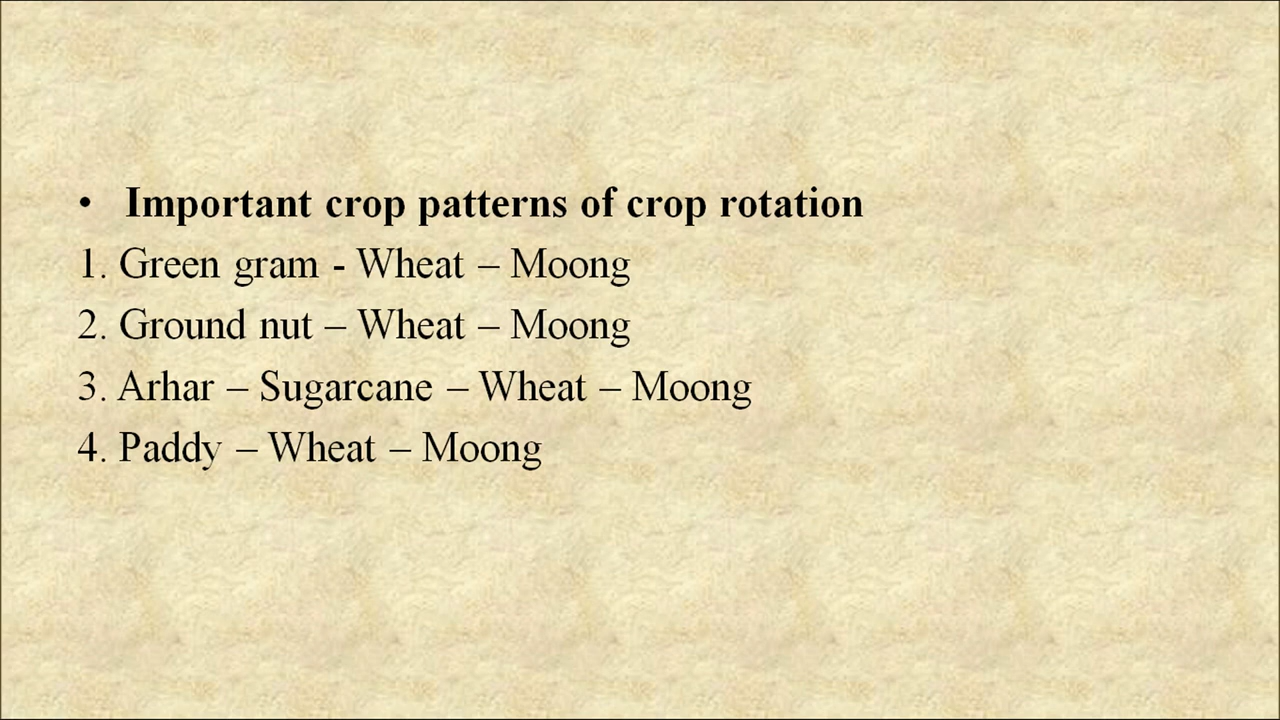 • Important crop patterns of crop rotation
1. Green gram - Wheat – Moong
2. Ground nut – Wheat – Moong
3. Arhar – Sugarcane – Wheat – Moong
4. Paddy – Wheat – Moong